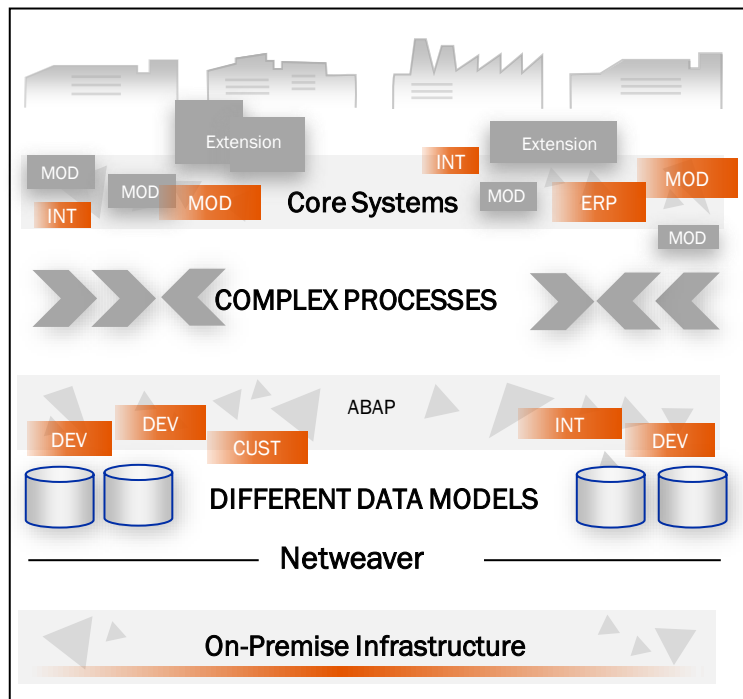 Extension
Extension
INT
MOD
MOD
MOD
INT
Core Systems
MOD
ERP
MOD
MOD
COMPLEX PROCESSES
ABAP
DEV
DEV
CUST
INT
DEV
DIFFERENT DATA MODELS
Netweaver
On-Premise Infrastructure